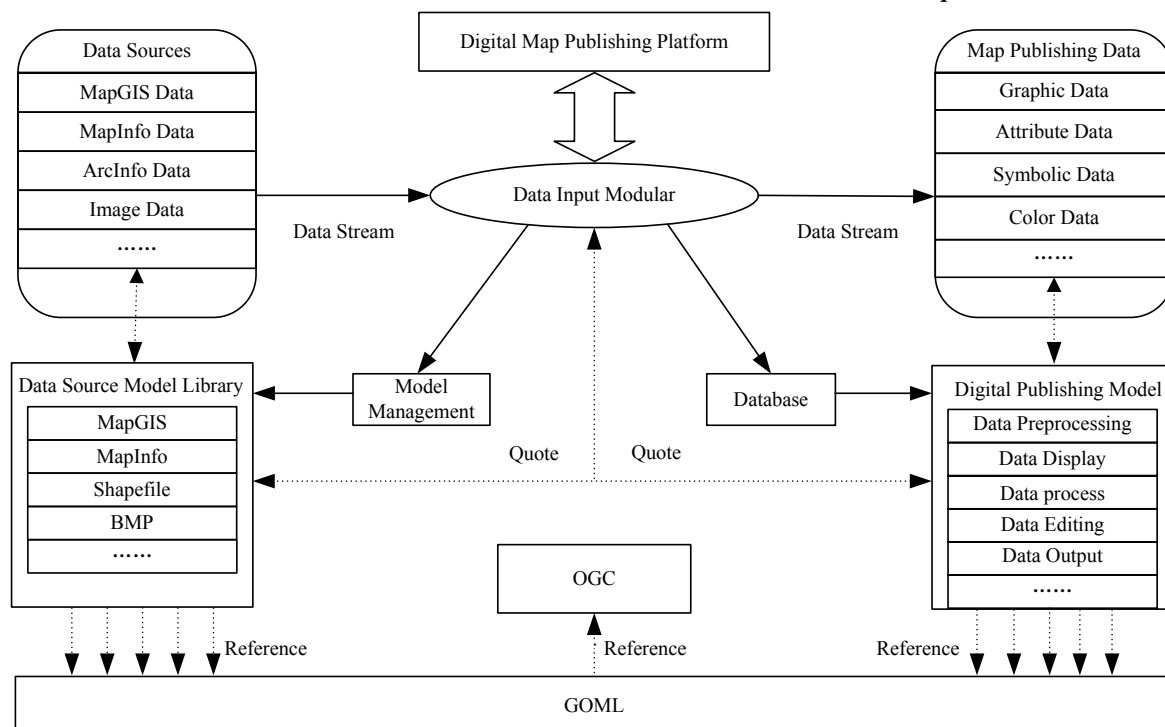 Digital Map Publishing Platform
Data Sources
MapGIS Data
MapInfo Data
ArcInfo Data
Image Data
......
Data Stream
Data Input Modular
Data Stream
Map Publishing Data
Graphic Data
Attribute Data
Symbolic Data
Color Data
......
Data Source Model Library
MapGIS
MapInfo
Shapefile
BMP
......
Model
Management
Database
Quote
Quote
Digital Publishing Model
Data Preprocessing
Data Display
Data process
Data Editing
Data Output
......
OGC
Reference
Reference
Reference
GOML